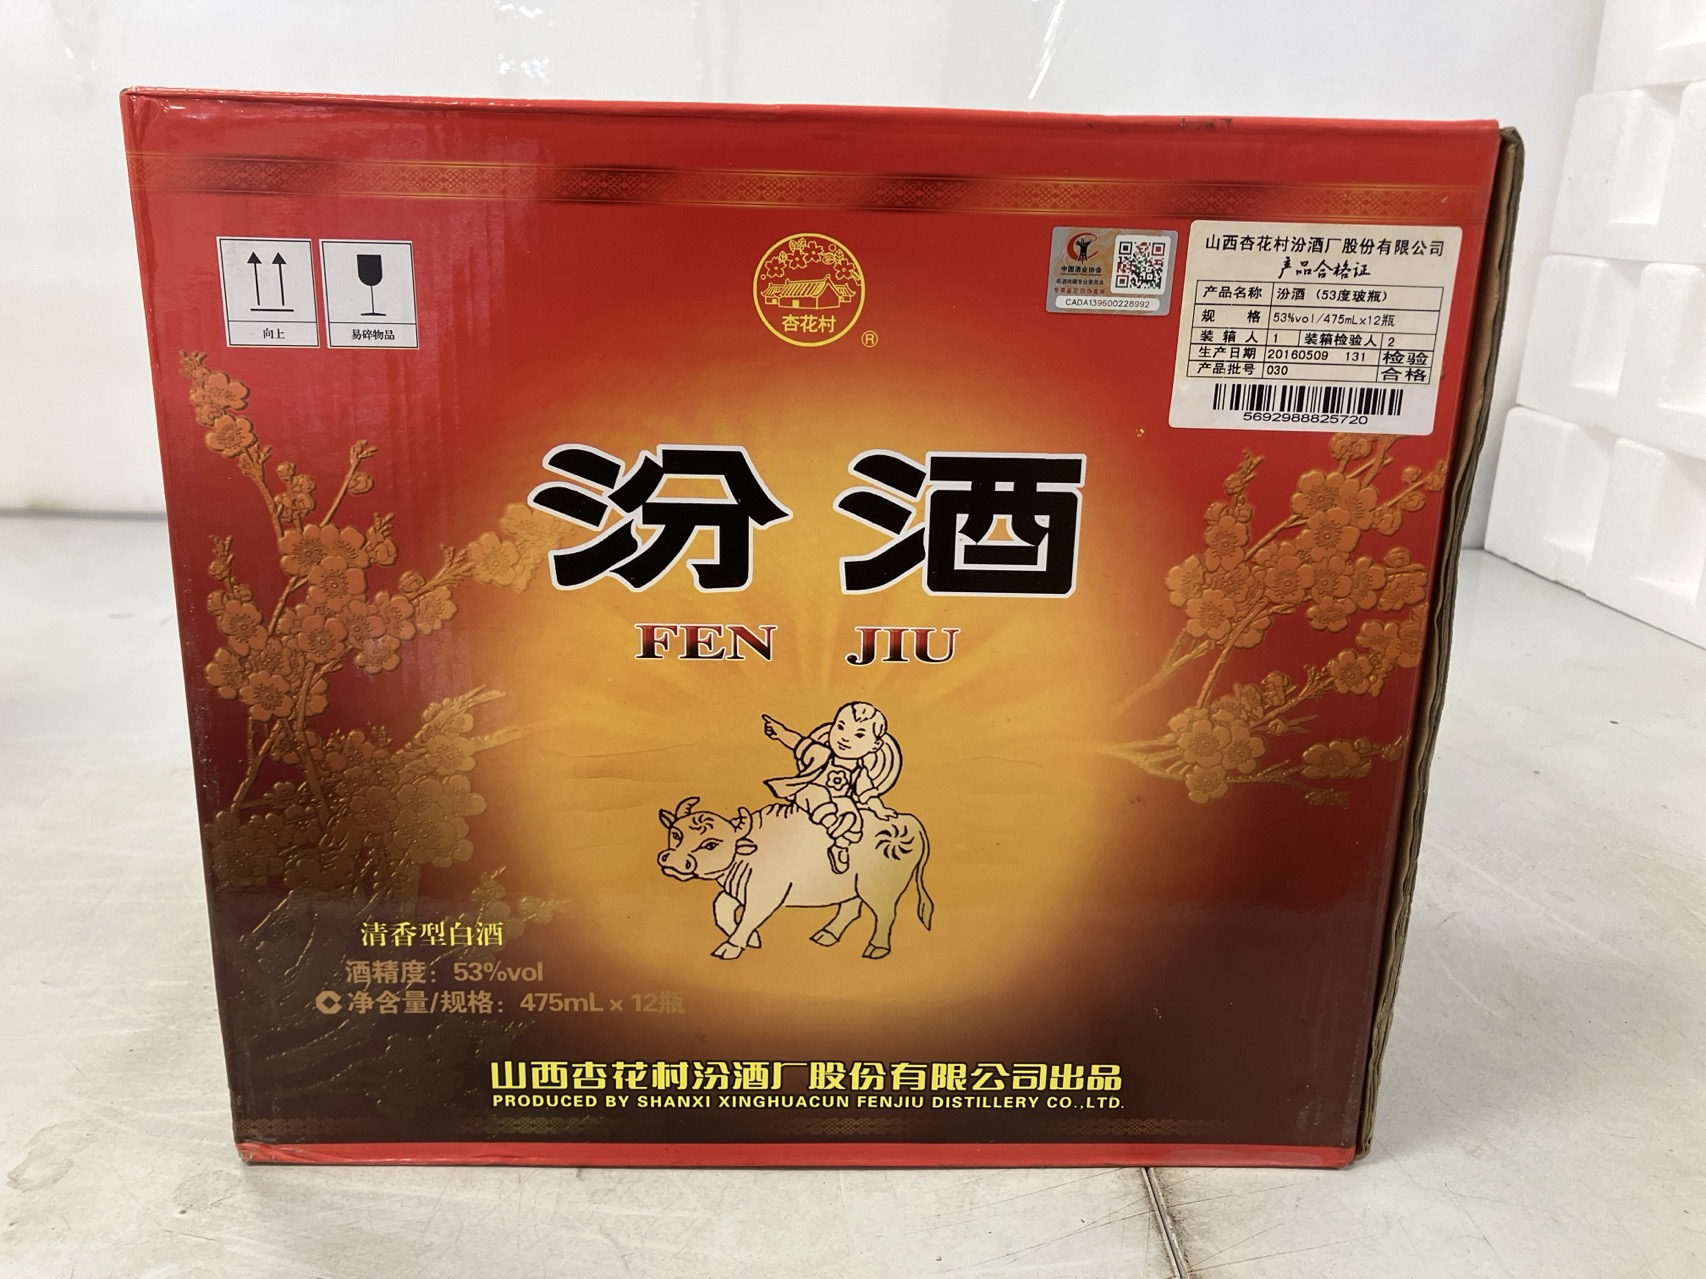 向上
易碎物品
杏花村
®
中国酒业协会
CADA139600228992
山西杏花村汾酒厂股份有限公司
产品合格证
产品名称 汾酒（53度玻瓶）
规 格 53%vol/475mL×12瓶
装箱人 1 装箱检验人 2
生产日期 20160509 131 检验
产品批号 030 合格
5692988825720
汾酒
FEN JIU
清香型白酒
酒精度：53%vol
净含量/规格：475mL×12瓶
山西杏花村汾酒厂股份有限公司出品
PRODUCED BY SHANXI XINGHUACUN FENJIU DISTILLERY CO.,LTD.